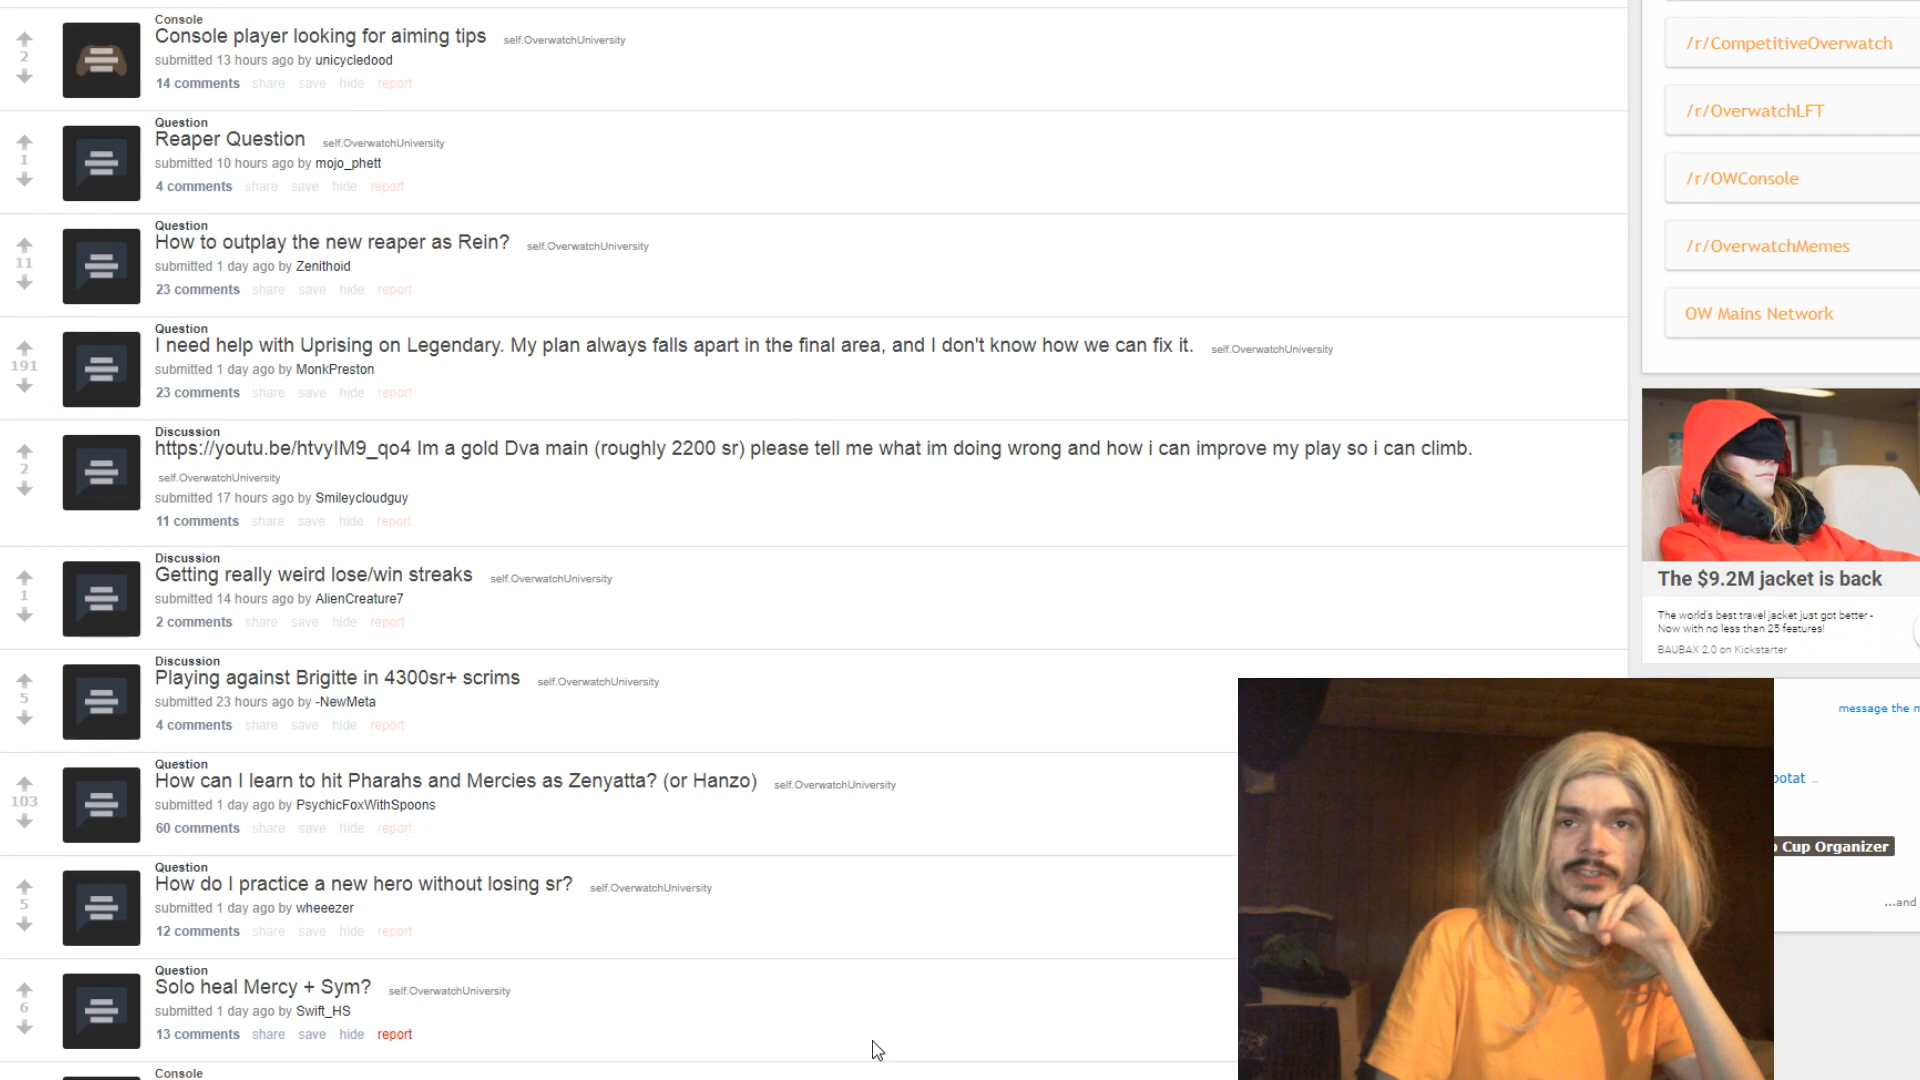 Console
Console player looking for aiming tips self.OverwatchUniversity
2
submitted 13 hours ago by unicycledood
14 comments share save hide report
Question
Reaper Question self.OverwatchUniversity
1
submitted 10 hours ago by mojo_phett
4 comments share save hide report
Question
How to outplay the new reaper as Rein? self.OverwatchUniversity
11
submitted 1 day ago by Zenithoid
23 comments share save hide report
Question
I need help with Uprising on Legendary. My plan always falls apart in the final area, and I don't know how we can fix it. self.OverwatchUniversity
191
submitted 1 day ago by MonkPreston
23 comments share save hide report
Discussion
https://youtu.be/htvyIM9_qo4 Im a gold Dva main (roughly 2200 sr) please tell me what im doing wrong and how i can improve my play so i can climb.
2
self.OverwatchUniversity
submitted 17 hours ago by Smileycloudguy
11 comments share save hide report
Discussion
Getting really weird lose/win streaks self.OverwatchUniversity
1
submitted 14 hours ago by AlienCreature7
2 comments share save hide report
Discussion
Playing against Brigitte in 4300sr+ scrims self.OverwatchUniversity
5
submitted 23 hours ago by -NewMeta
4 comments share save hide report
Question
How can I learn to hit Pharahs and Mercies as Zenyatta? (or Hanzo) self.OverwatchUniversity
103
submitted 1 day ago by PsychicFoxWithSpoons
60 comments share save hide report
Question
How do I practice a new hero without losing sr? self.OverwatchUniversity
5
submitted 1 day ago by wheeezer
12 comments share save hide report
Question
Solo heal Mercy + Sym? self.OverwatchUniversity
6
submitted 1 day ago by Swift_HS
13 comments share save hide report
Console
/r/CompetitiveOverwatch
/r/OverwatchLFT
/r/OWConsole
/r/OverwatchMemes
OW Mains Network
The $9.2M jacket is back
The world's best travel jacket just got better -
Now with no less than 25 features!
BAUBAX 2.0 on Kickstarter
message the m
potat
Cup Organizer
...and